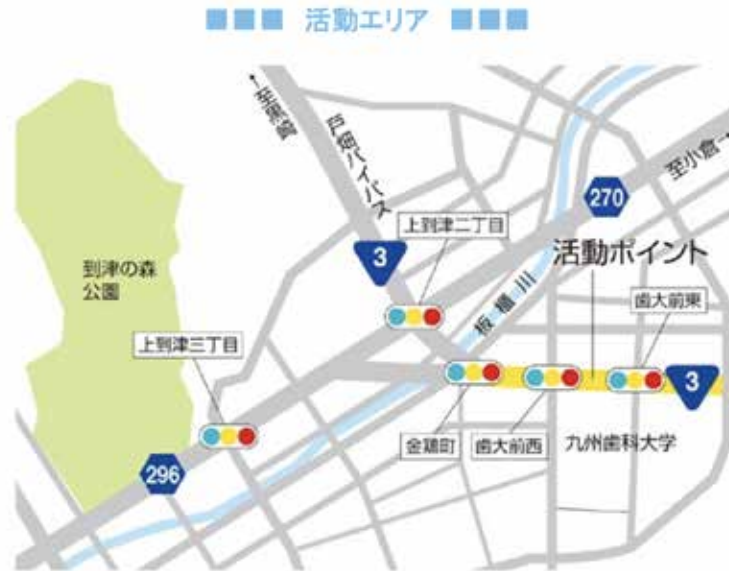 活動エリア
←至黒崎
戸畑バイパス
至小倉→
270
上到津二丁目
3
活動ポイント
到津の森
公園
板櫃川
歯大前東
上到津三丁目
3
金鶏町
歯大前西
九州歯科大学
296